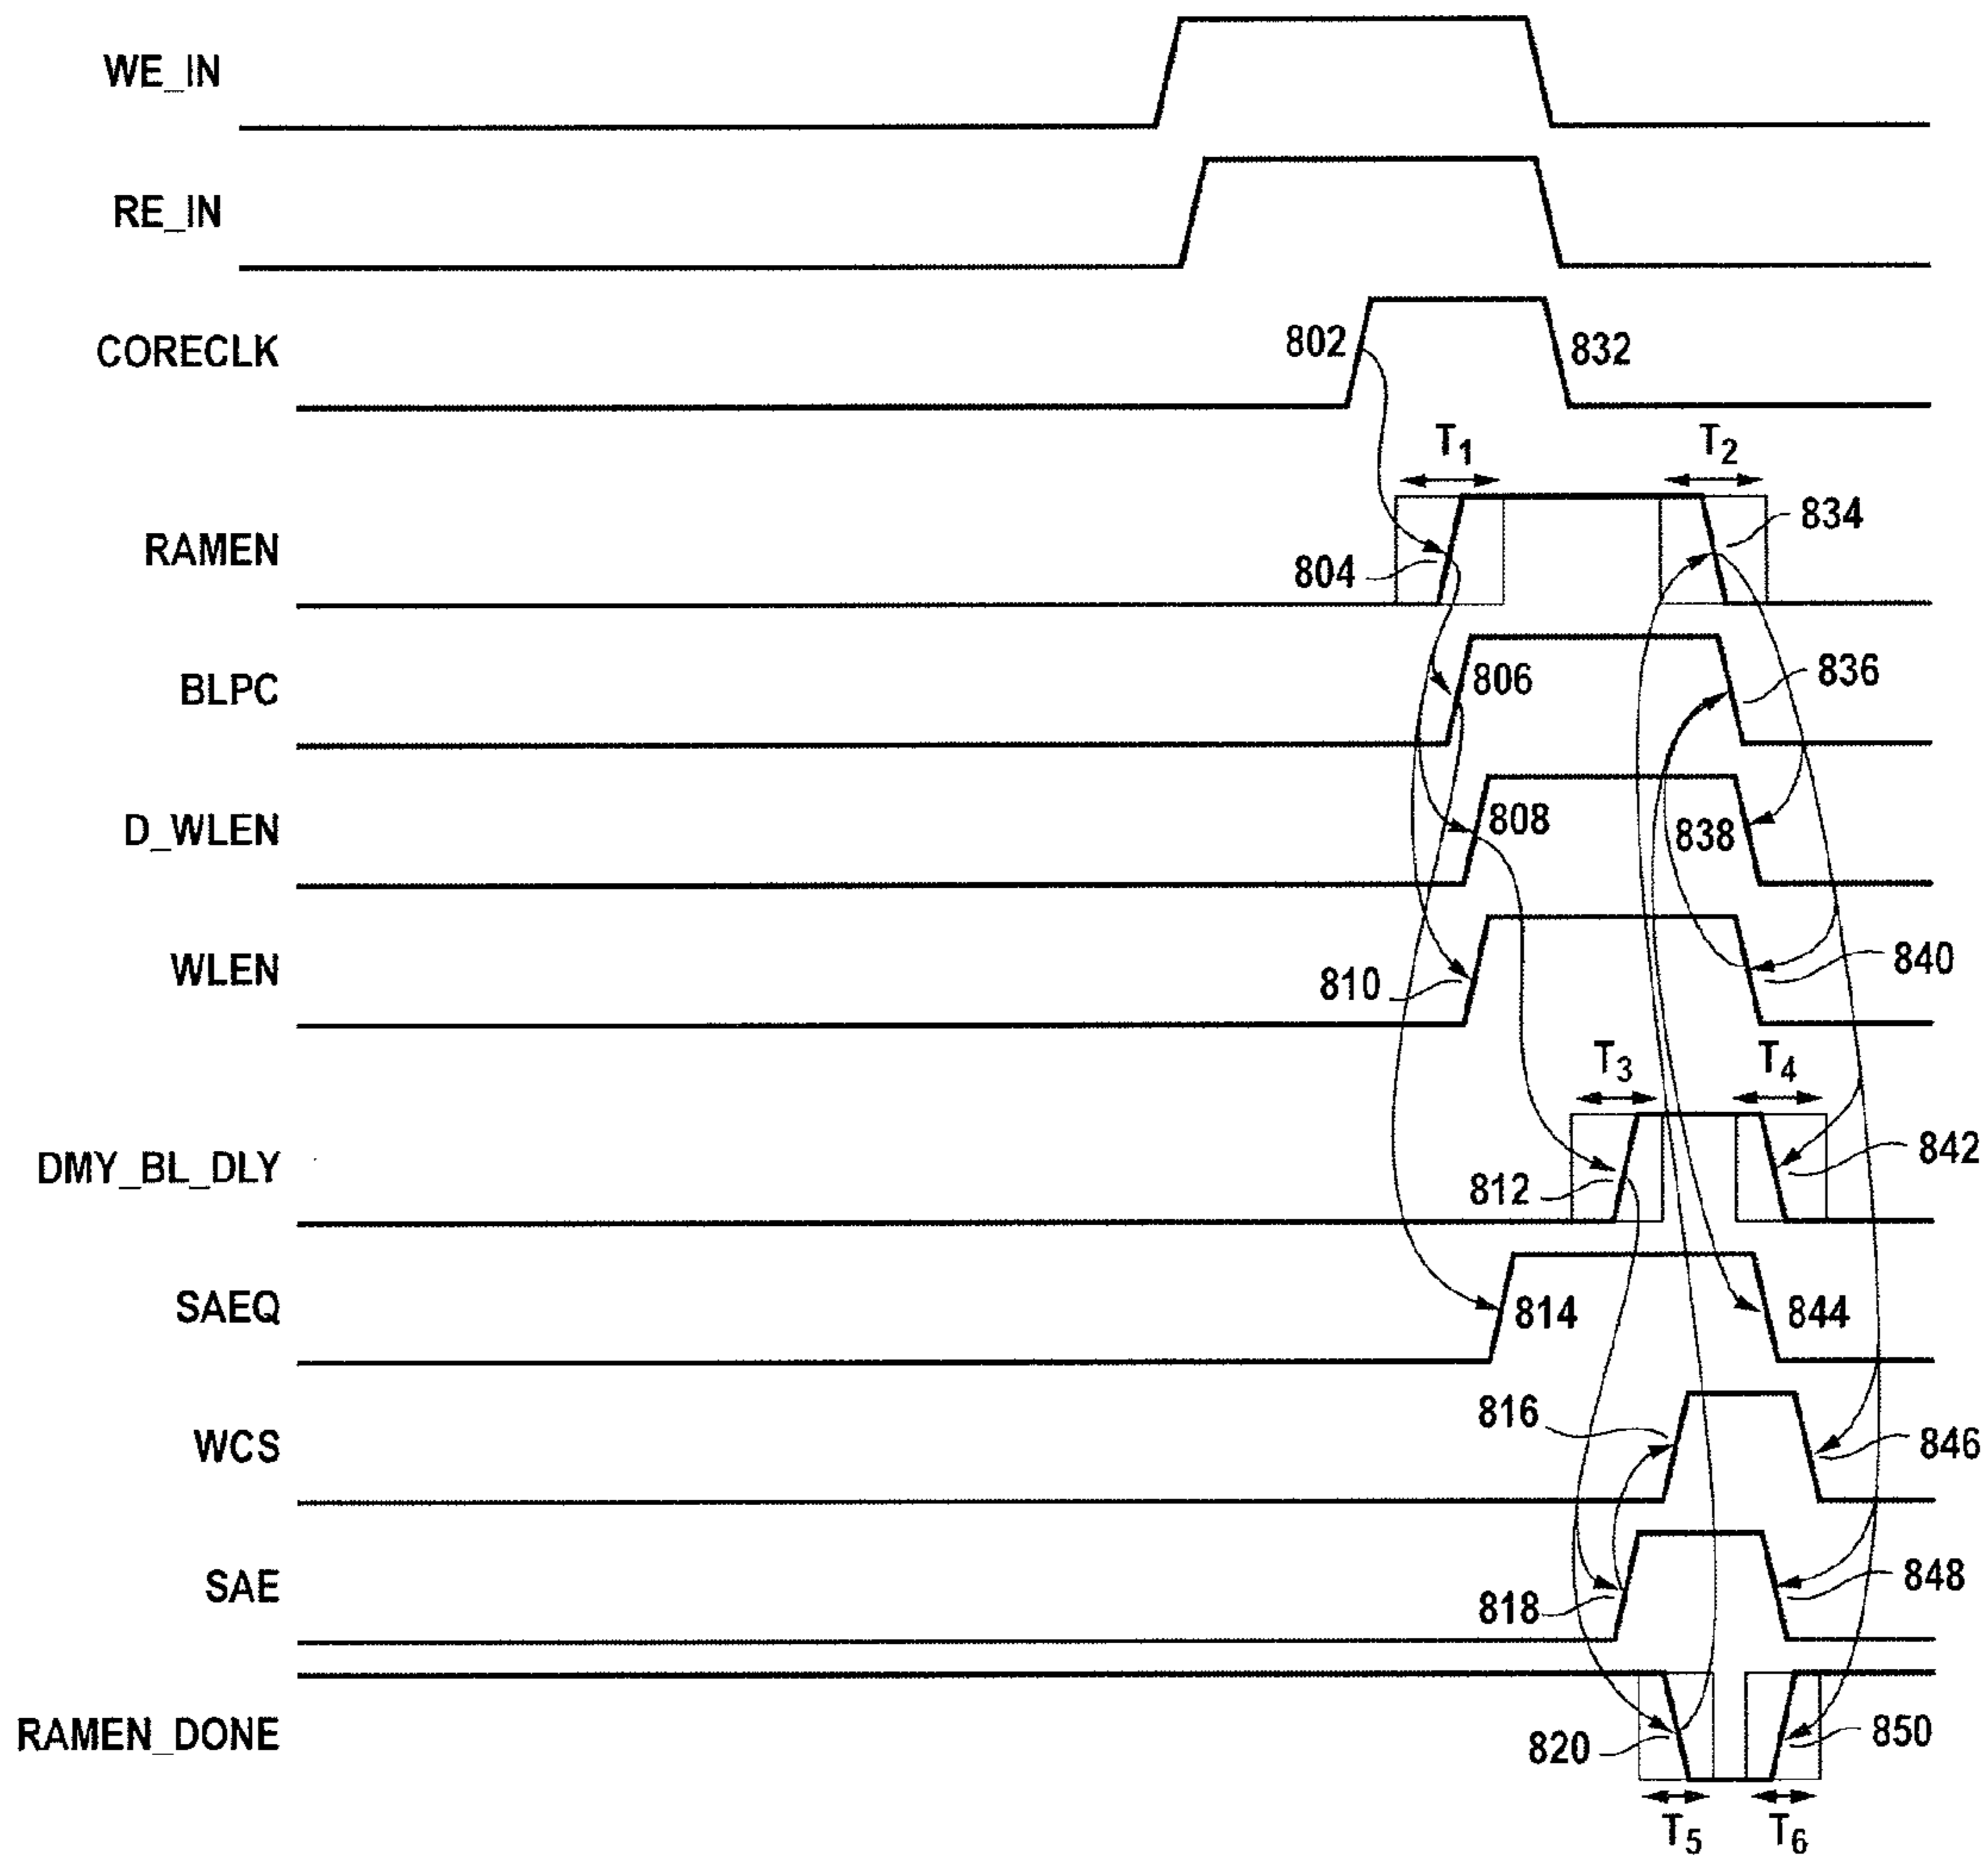 WE_IN
RE_IN
CORECLK
802
832
T1
T2
RAMEN
804
834
BLPC
806
836
D_WLEN
808
838
WLEN
810
840
T3
T4
DMY_BL_DLY
812
842
SAEQ
814
844
WCS
816
846
SAE
818
848
RAMEN_DONE
820
850
T5
T6